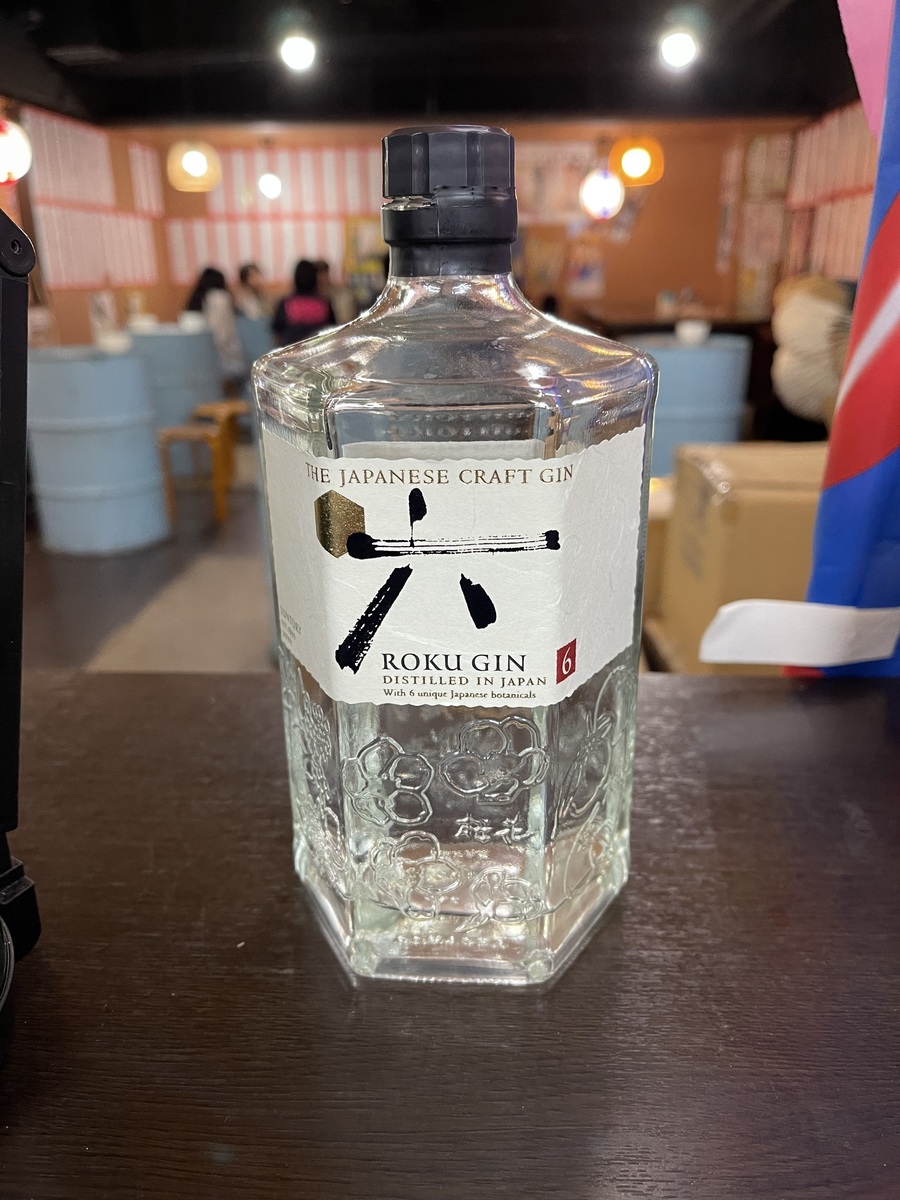 THE JAPANESE CRAFT GIN
六
ROKU GIN 6
DISTILLED IN JAPAN
With 6 unique Japanese botanicals
桜花